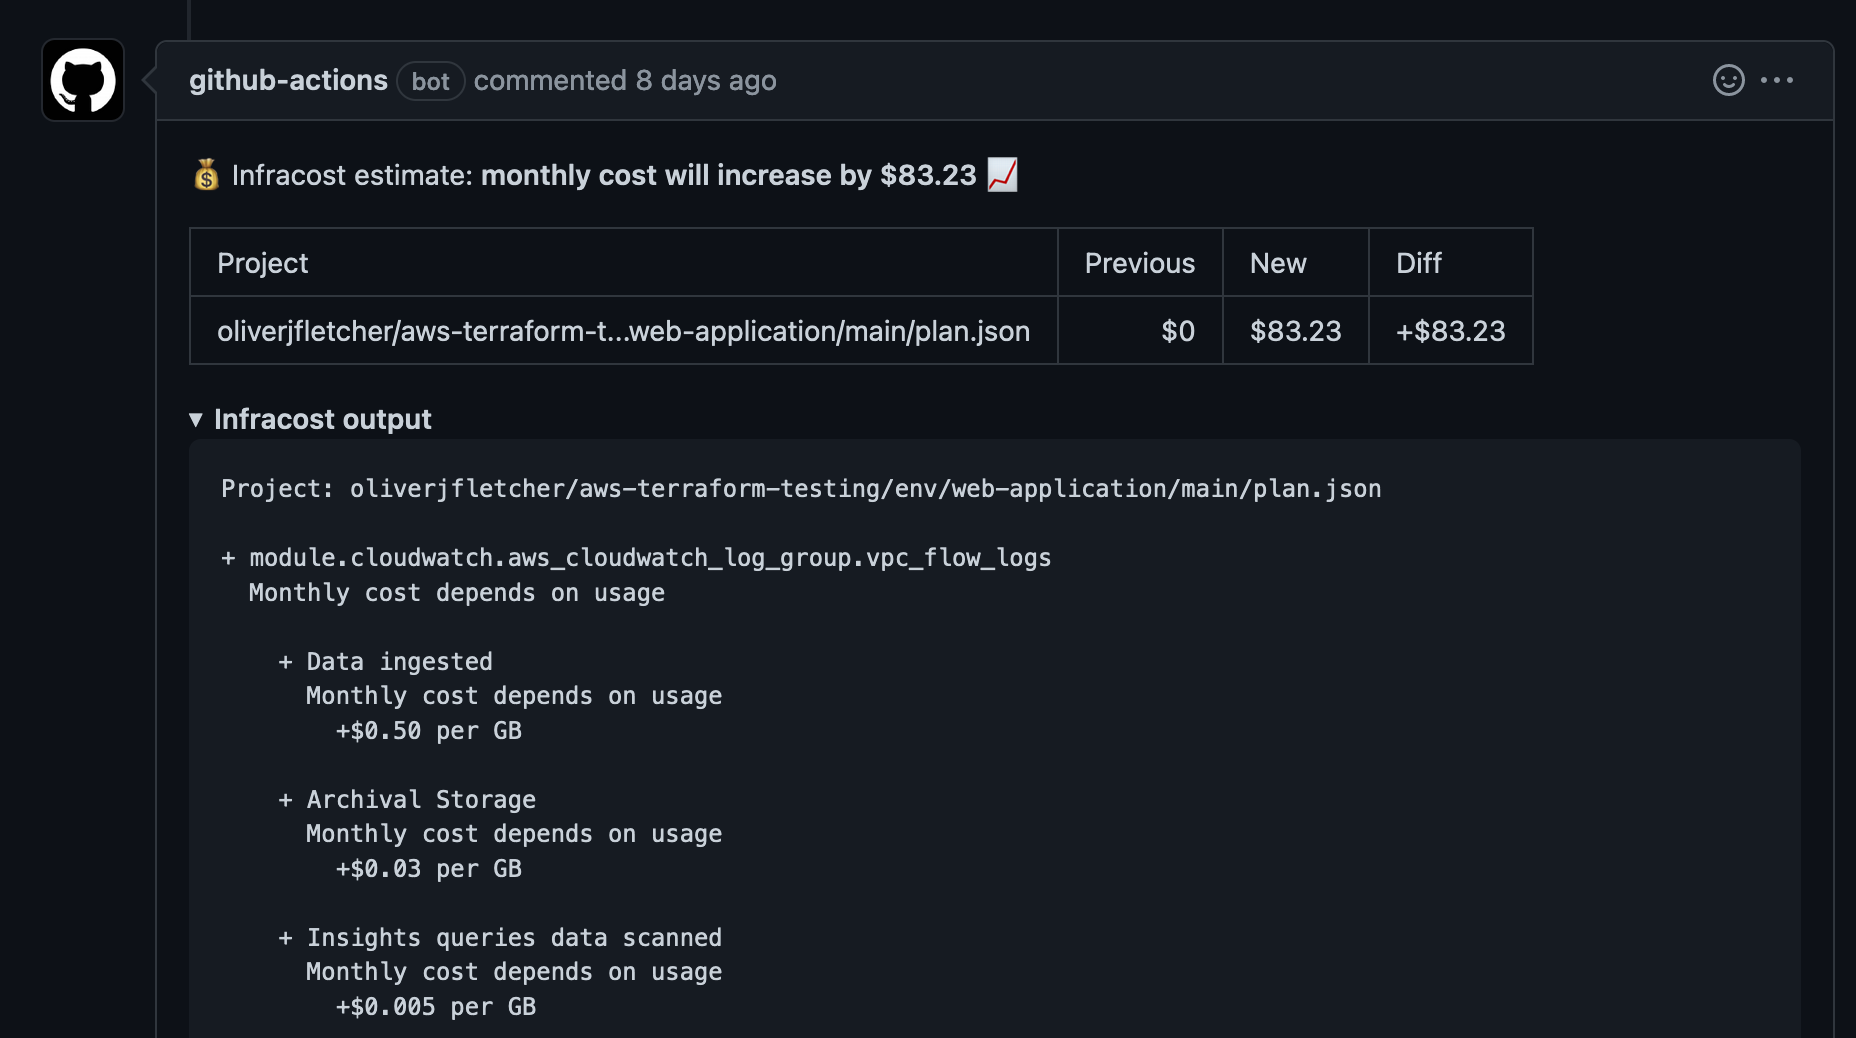 github-actions bot commented 8 days ago
💰 Infracost estimate: monthly cost will increase by $83.23 📈
Project Previous New Diff
oliverjfletcher/aws-terraform-t...web-application/main/plan.json $0 $83.23 +$83.23
▼ Infracost output
Project: oliverjfletcher/aws-terraform-testing/env/web-application/main/plan.json
+ module.cloudwatch.aws_cloudwatch_log_group.vpc_flow_logs
Monthly cost depends on usage
+ Data ingested
Monthly cost depends on usage
+$0.50 per GB
+ Archival Storage
Monthly cost depends on usage
+$0.03 per GB
+ Insights queries data scanned
Monthly cost depends on usage
+$0.005 per GB